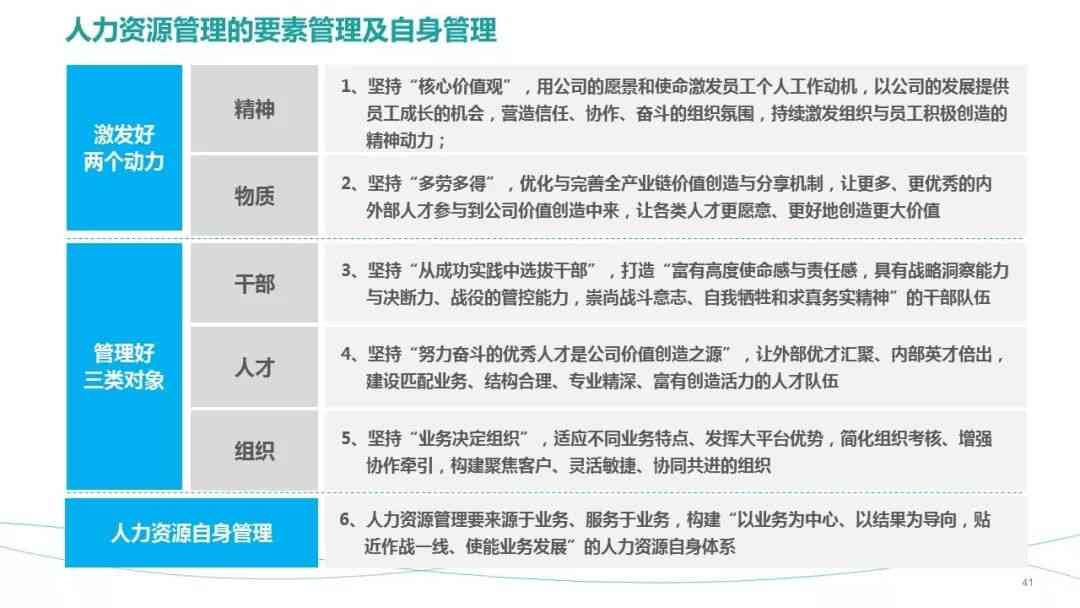 人力资源管理的要素管理及自身管理
激发好
两个动力
精神
1、坚持“核心价值观”，用公司的愿景和使命激发员工个人工作动机，以公司的发展提供
员工成长的机会，营造信任、协作、奋斗的组织氛围，持续激发组织与员工积极创造的
精神动力；
物质
2、坚持“多劳多得”，优化与完善全产业链价值创造与分享机制，让更多、更优秀的内
外部人才参与到公司价值创造中来，让各类人才更愿意、更好地创造更大价值
管理好
三类对象
干部
3、坚持“从成功实践中选拔干部”，打造“富有高度使命感与责任感，具有战略洞察能力
与决断力、战役的管控能力，崇尚战斗意志、自我牺牲和求真务实精神”的干部队伍
人才
4、坚持“努力奋斗的优秀人才是公司价值创造之源”，让外部优才汇聚、内部英才倍出，
建设匹配业务、结构合理、专业精深、富有创造活力的人才队伍
组织
5、坚持“业务决定组织”，适应不同业务特点、发挥大平台优势，简化组织考核、增强
协作牵引，构建聚焦客户、灵活敏捷、协同共进的组织
人力资源自身管理
6、人力资源管理要来源于业务、服务于业务，构建“以业务为中心、以结果为导向，贴
近作战一线、使能业务发展”的人力资源自身体系
41